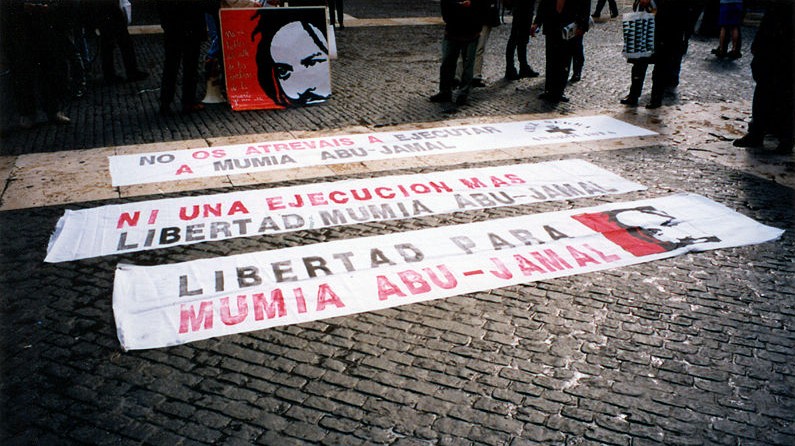 NO OS ATREVAIS A EJECUTAR
A MUMIA ABU-JAMAL
NI UNA EJECUCION MAS
LIBERTAD/MUMIA ABU-JAMAL
LIBERTAD PARA
MUMIA ABU-JAMAL